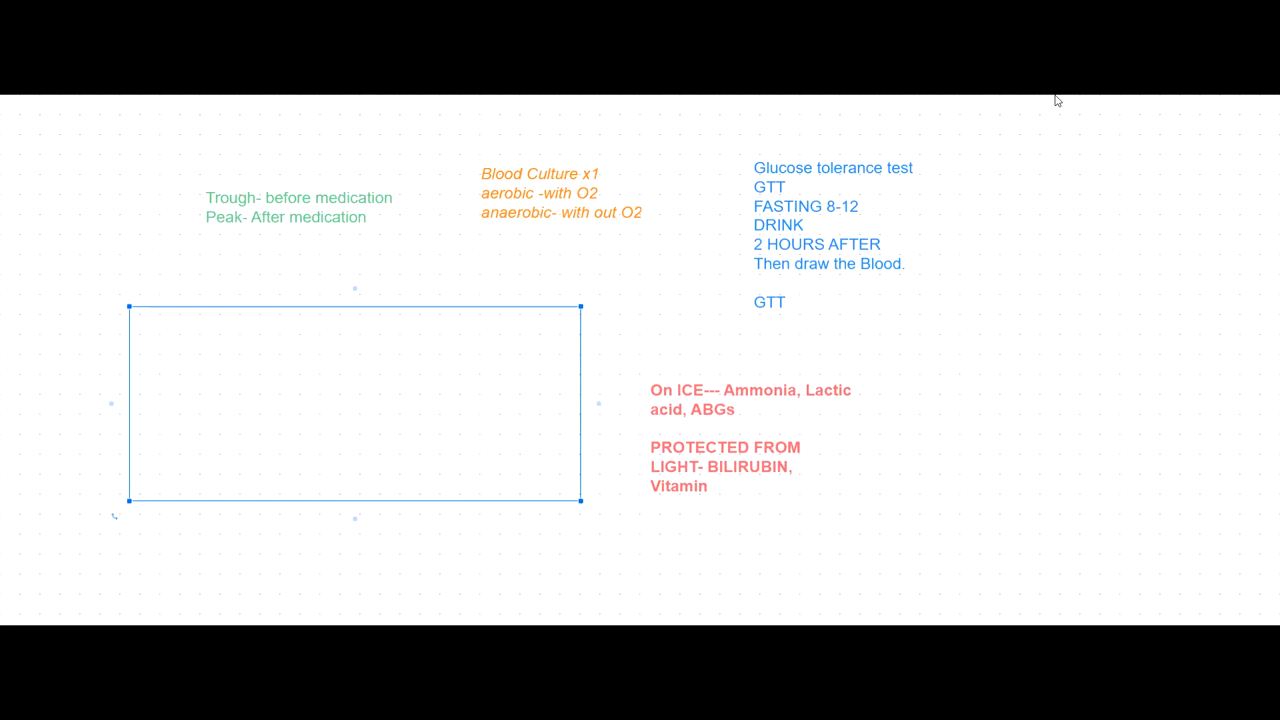 Trough- before medication
Peak- After medication
Blood Culture x1
aerobic -with O2
anaerobic- with out O2
Glucose tolerance test
GTT
FASTING 8-12
DRINK
2 HOURS AFTER
Then draw the Blood.
GTT
On ICE--- Ammonia, Lactic
acid, ABGs
PROTECTED FROM
LIGHT- BILIRUBIN,
Vitamin